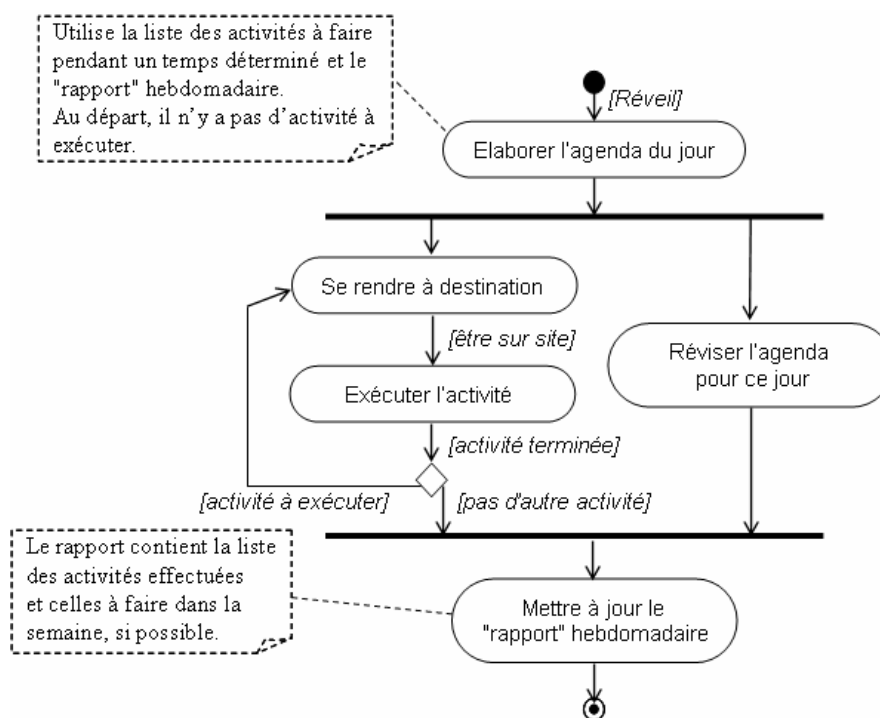 Utilise la liste des activités à faire
pendant un temps déterminé et le
"rapport" hebdomadaire.
Au départ, il n'y a pas d'activité à
exécuter.
[Réveil]
Elaborer l'agenda du jour
Se rendre à destination
[être sur site]
Réviser l'agenda
pour ce jour
Exécuter l'activité
[activité terminée]
[activité à exécuter]
[pas d'autre activité]
Le rapport contient la liste
des activités effectuées
et celles à faire dans la
semaine, si possible.
Mettre à jour le
"rapport" hebdomadaire